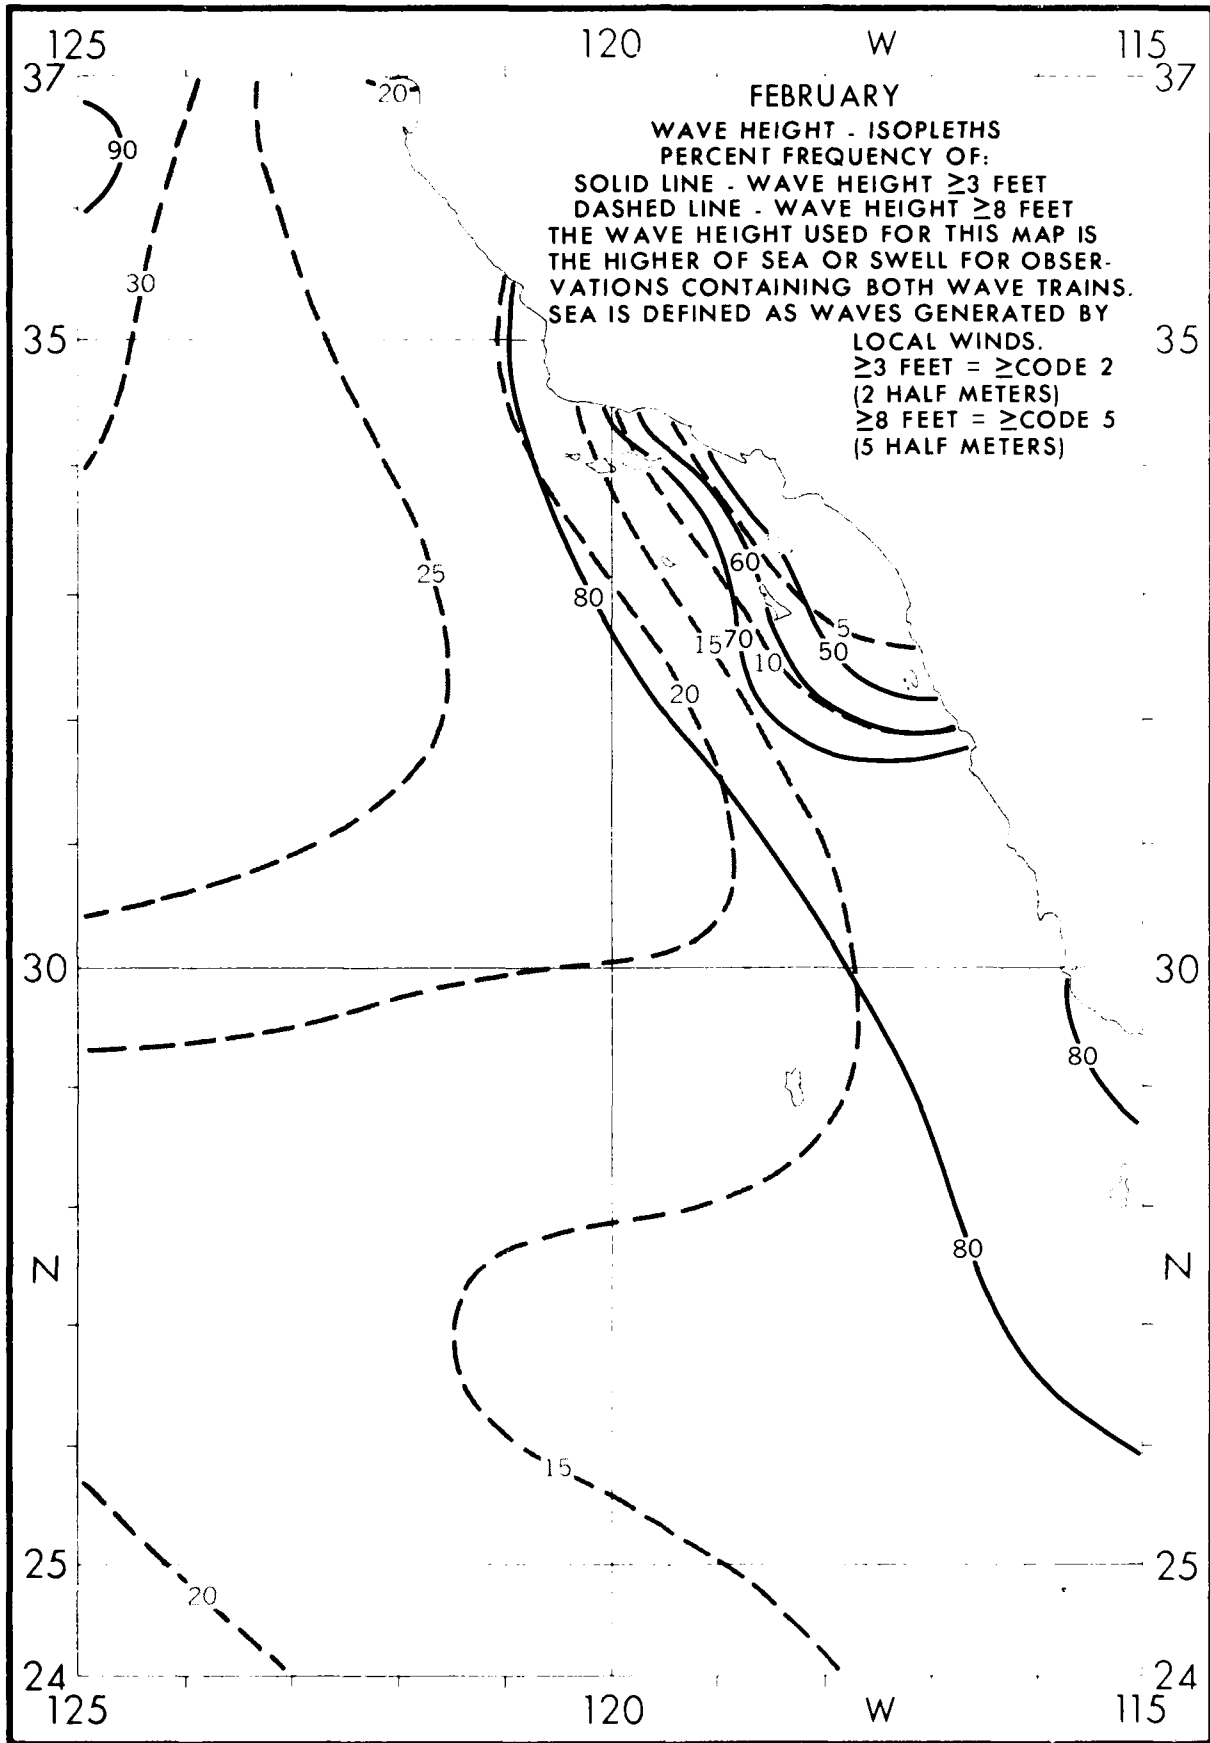 125 120 W 115
37 37
FEBRUARY
WAVE HEIGHT - ISOPLETHS
PERCENT FREQUENCY OF:
SOLID LINE - WAVE HEIGHT ≥3 FEET
DASHED LINE - WAVE HEIGHT ≥8 FEET
THE WAVE HEIGHT USED FOR THIS MAP IS
THE HIGHER OF SEA OR SWELL FOR OBSER-
VATIONS CONTAINING BOTH WAVE TRAINS.
SEA IS DEFINED AS WAVES GENERATED BY
LOCAL WINDS.
≥3 FEET = ≥CODE 2
(2 HALF METERS)
≥8 FEET = ≥CODE 5
(5 HALF METERS)
20
90
30
35 35
25
60
80
5
15 70
50
10
20
30 30
80
N 80 N
15
25 25
20
24 24
125 120 W 115